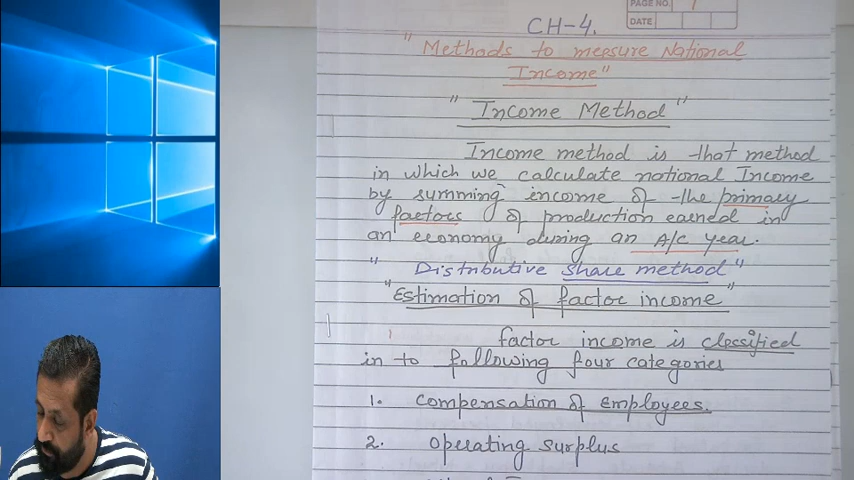 PAGE NO.
DATE
CH-4.
"Methods to measure National
Income"
"Income Method"
Income method is that method
in which we calculate national Income
by summing income of the primary
factors of production earned in
an economy during an A/C year.
"Distributive share method"
"Estimation of factor income"
factor income is classified
in to following four categories
1. Compensation of employees.
2. Operating surplus